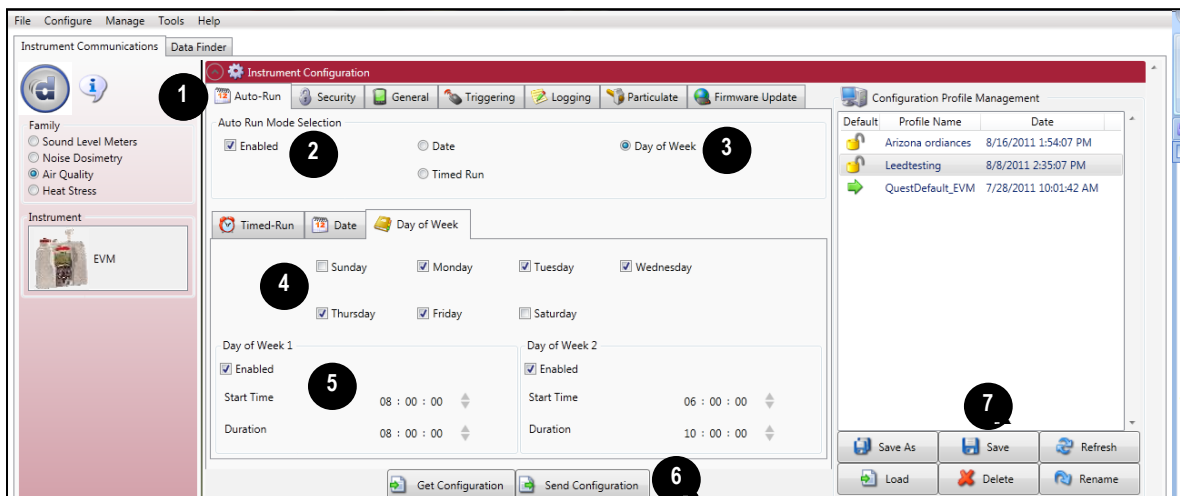 File Configure Manage Tools Help
Instrument Communications Data Finder
Instrument Configuration
1
Auto-Run Security General Triggering Logging Particulate Firmware Update
Family
Sound Level Meters
Noise Dosimetry
Air Quality
Heat Stress
Instrument
EVM
Auto Run Mode Selection
Enabled 2 Date Day of Week 3
Timed Run
Timed-Run Date Day of Week
4 Sunday Monday Tuesday Wednesday
Thursday Friday Saturday
Day of Week 1
Enabled
5
Start Time 08 : 00 : 00
Duration 08 : 00 : 00
Day of Week 2
Enabled
Start Time 06 : 00 : 00
Duration 10 : 00 : 00
Get Configuration Send Configuration 6
Configuration Profile Management
Default Profile Name Date
Arizona ordiances 8/16/2011 1:54:07 PM
Leedtesting 8/8/2011 2:35:07 PM
QuestDefault_EVM 7/28/2011 10:01:42 AM
7
Save As Save Refresh
Load Delete Rename